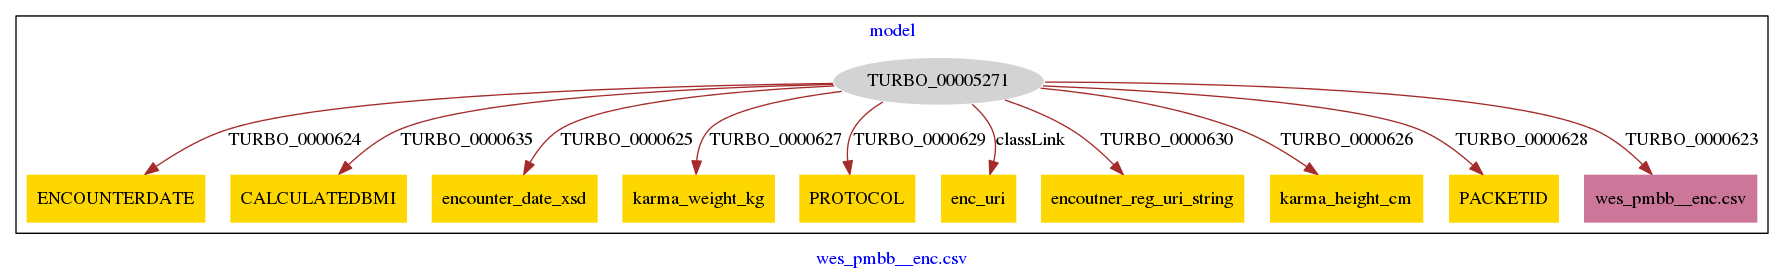 model
TURBO_00005271
TURBO_0000624
TURBO_0000635
TURBO_0000625
TURBO_0000627
TURBO_0000629
classLink
TURBO_0000630
TURBO_0000626
TURBO_0000628
TURBO_0000623
ENCOUNTERDATE
CALCULATEDBMI
encounter_date_xsd
karma_weight_kg
PROTOCOL
enc_uri
encoutner_reg_uri_string
karma_height_cm
PACKETID
wes_pmbb__enc.csv
wes_pmbb__enc.csv